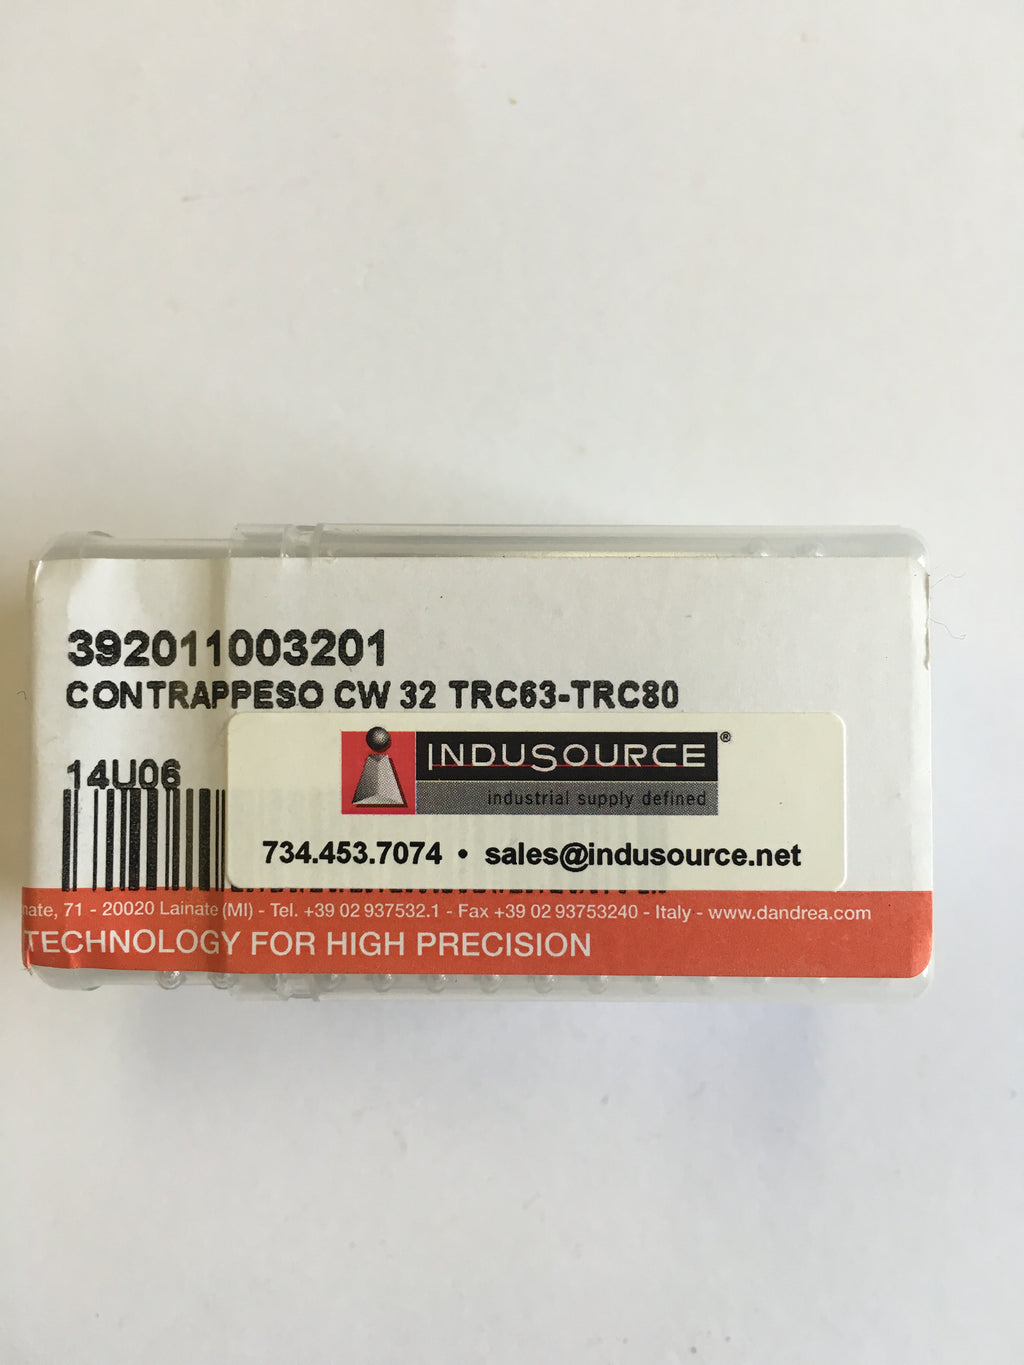 392011003201
CONTRAPPESO CW 32 TRC63-TRC80
14U06
INDUSOURCE®
industrial supply defined
734.453.7074 • sales@indusource.net
71 - 20020 Lainate (MI) - Tel. +39 02 937532.1 - Fax +39 02 93753240 - Italy - www.dandrea.com
TECHNOLOGY FOR HIGH PRECISION